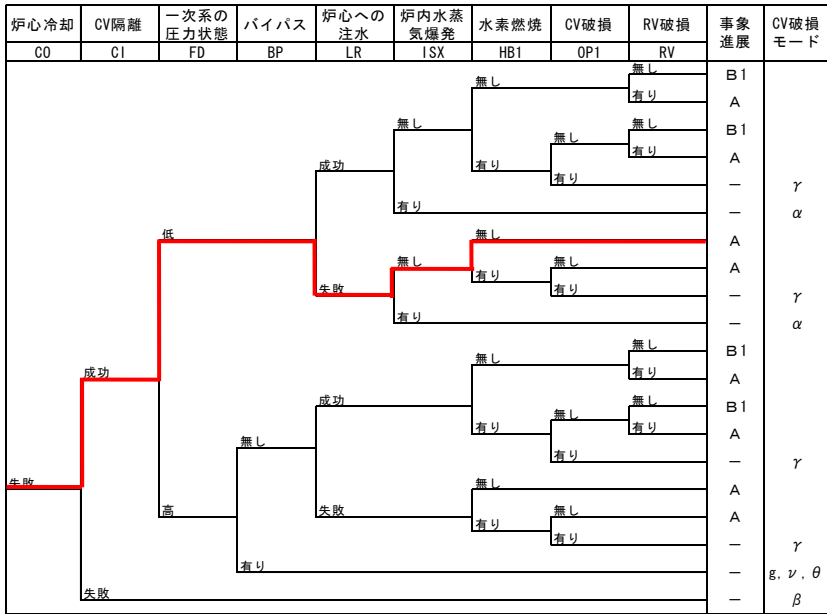 炉心冷却 CV隔離 一次系の圧力状態 バイパス 炉心への注水 炉内水蒸気爆発 水素燃焼 CV破損 RV破損 事象進展 CV破損モード
CO CI FD BP LR ISX HB1 OP1 RV
無し 無し B1
有り A
無し 無し 無し B1
有り A
成功 有り
有り － γ
有り － α
低 無し A
無し 無し A
失敗 有り
有り － γ
有り － α
無し 無し B1
成功 有り A
成功 無し B1
無し 有り A
無し 有り
有り － γ
失敗 無し A
高 失敗 無し A
有り
有り － γ
有り － g, ν, θ
失敗 － β